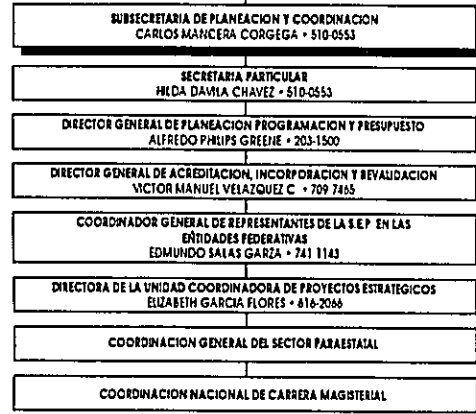 SUBSECRETARIA DE PLANEACION Y COORDINACION
CARLOS MANCERA CORGEGA • 510-0553
SECRETARIA PARTICULAR
HILDA DAVILA CHAVEZ • 510-0553
DIRECTOR GENERAL DE PLANEACION PROGRAMACION Y PRESUPUESTO
ALFREDO PHILIPS GREENE • 203-1500
DIRECTOR GENERAL DE ACREDITACION, INCORPORACION Y REVALIDACION
VICTOR MANUEL VELAZQUEZ C • 709 7465
COORDINADOR GENERAL DE REPRESENTANTES DE LA S.E.P EN LAS
ENTIDADES FEDERATIVAS
EDMUNDO SALAS GARZA • 741 1143
DIRECTORA DE LA UNIDAD COORDINADORA DE PROYECTOS ESTRATEGICOS
ELIZABETH GARCIA FLORES • 616-2066
COORDINACION GENERAL DEL SECTOR PARAESTATAL
COORDINACION NACIONAL DE CARRERA MAGISTERIAL